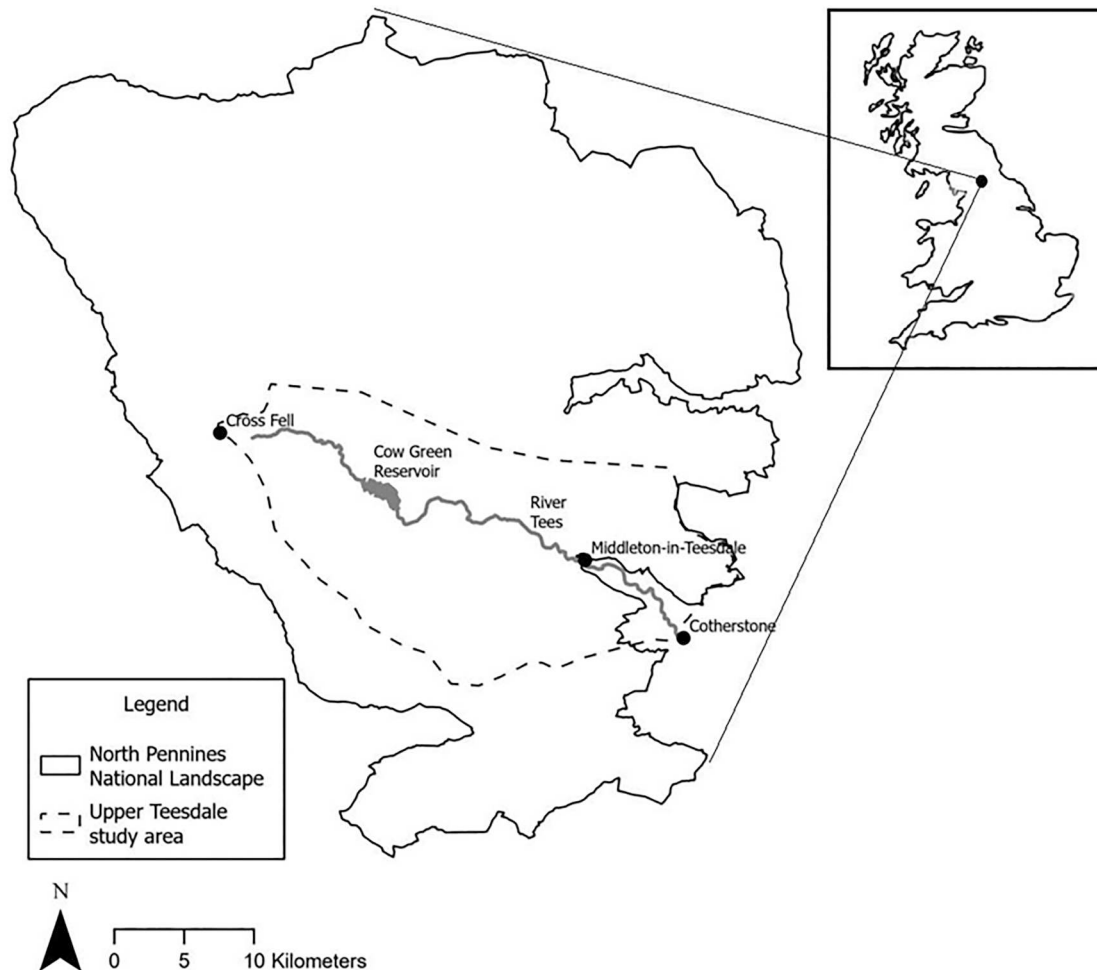 Cross Fell
Cow Green
Reservoir
River
Tees
Middleton-in-Teesdale
Cotherstone
Legend
North Pennines
National Landscape
Upper Teesdale
study area
N
0 5 10 Kilometers